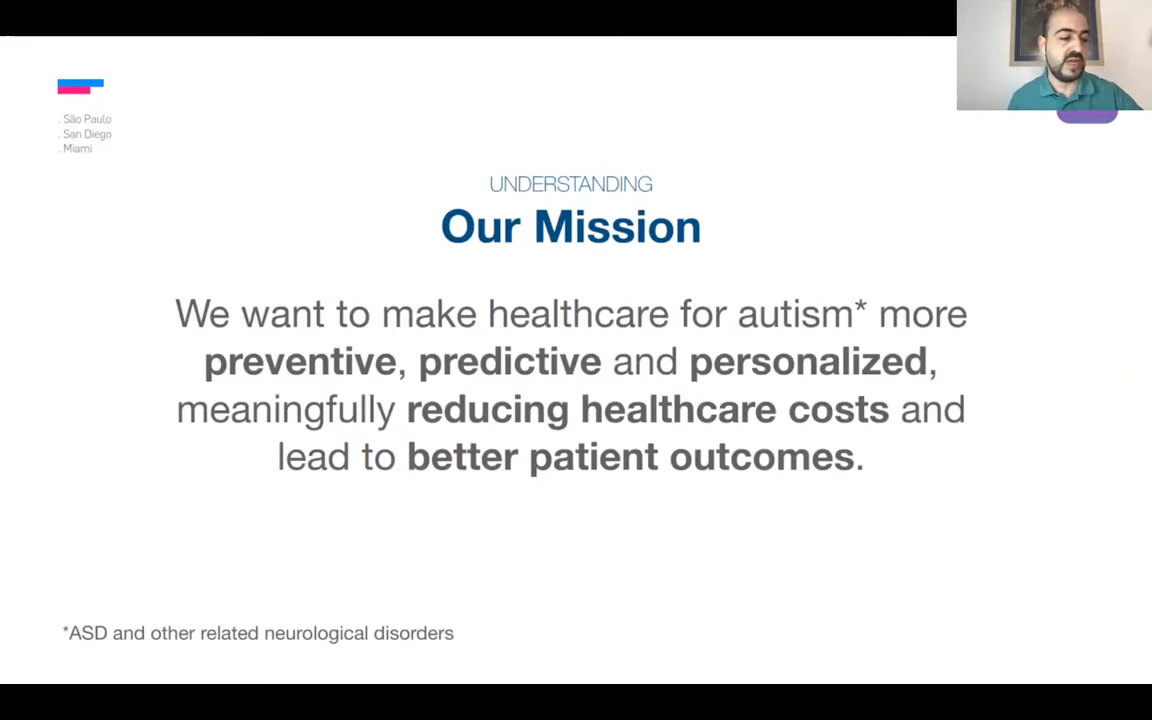 . São Paulo
. San Diego
. Miami
UNDERSTANDING
Our Mission
We want to make healthcare for autism* more
preventive, predictive and personalized,
meaningfully reducing healthcare costs and
lead to better patient outcomes.
*ASD and other related neurological disorders